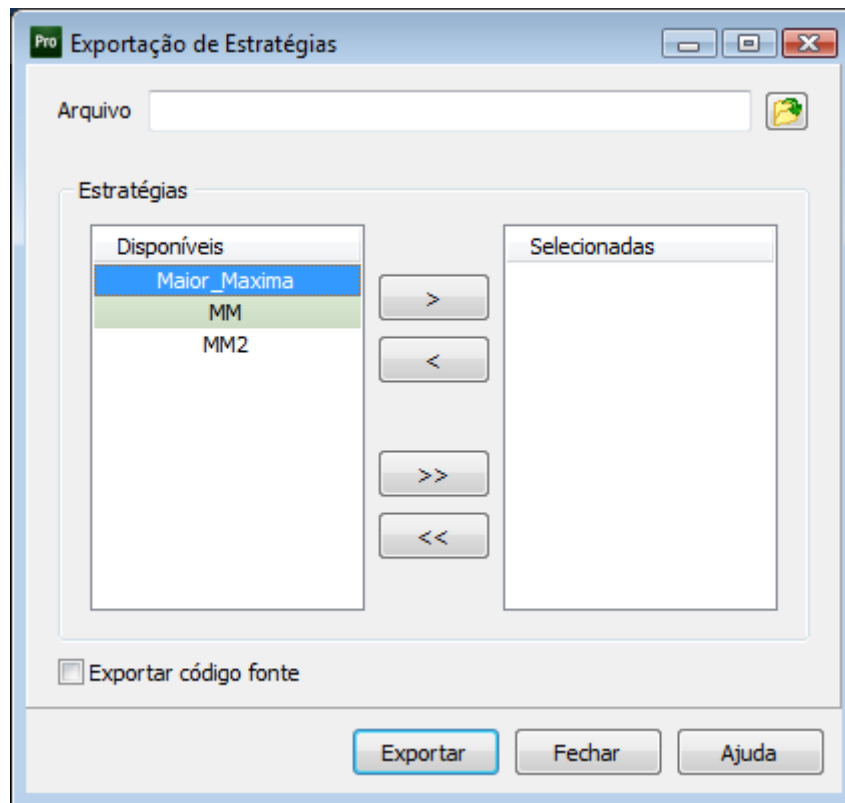 Pro Exportação de Estratégias
Arquivo
Estratégias
Disponíveis
Maior_Maxima
MM
MM2
>
<
>>
<<
Selecionadas
Exportar código fonte
Exportar Fechar Ajuda